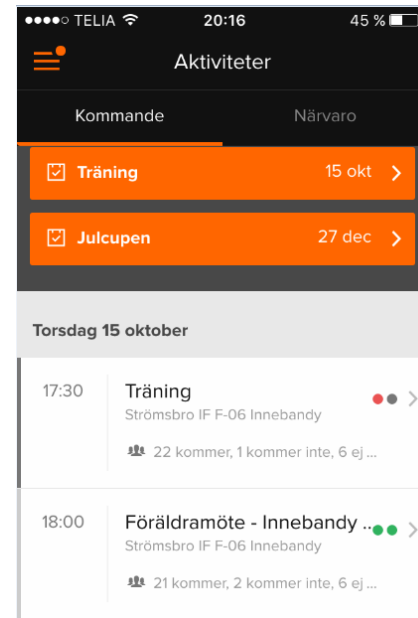 TELIA 20:16 45 %
Aktiviteter
Kommande Närvaro
Träning 15 okt
Julcupen 27 dec
Torsdag 15 oktober
17:30 Träning
Strömsbro IF F-06 Innebandy
22 kommer, 1 kommer inte, 6 ej ...
18:00 Föräldramöte - Innebandy ..
Strömsbro IF F-06 Innebandy
21 kommer, 2 kommer inte, 6 ej ...